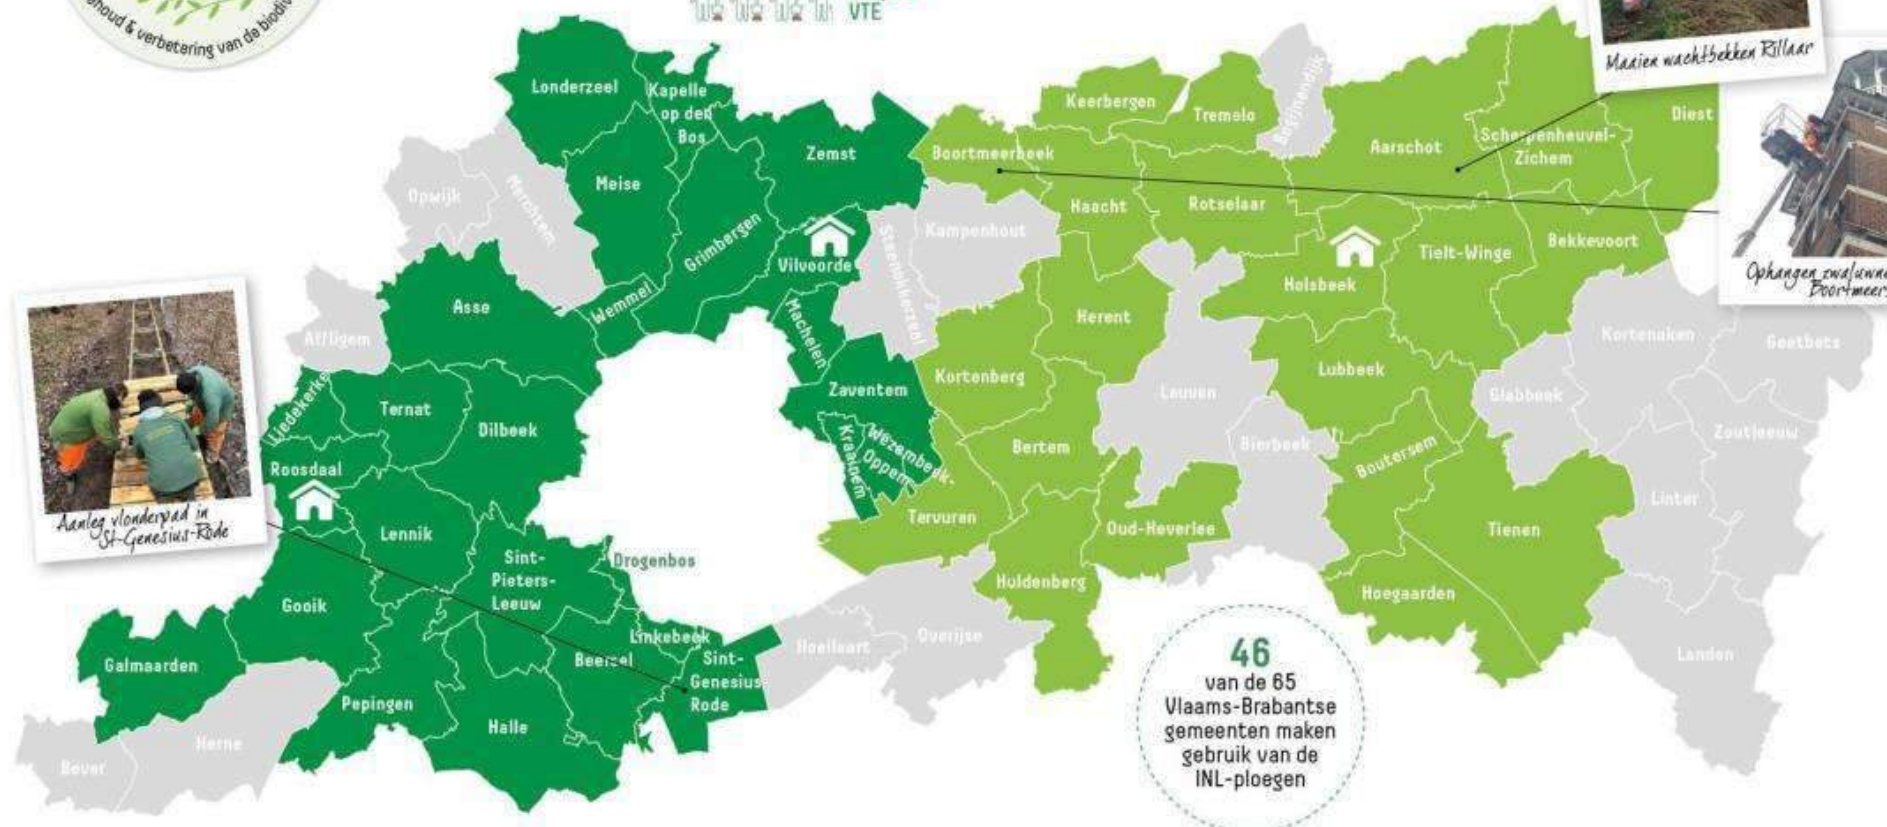 houd & verbetering van de
VTE
Maaien wachtbekken Rillaar
Londerzeel
Kapelle
op den
Bos
Zemst
Meise
Grimbergen
Vilvoorde
Opwijk
Merchtem
Asse
Wemmel
Machelen
Affligem
Steenokkerzeel
Kampenhout
Zaventem
Kraainem
Wezembeek-
Oppem
Liedekerke
Ternat
Dilbeek
Roosdaal
Lennik
Sint-
Pieters-
Leeuw
Drogenbos
Gooik
Galmaarden
Linkebeek
Beersel
Sint-
Genesius
Rode
Pepingen
Halle
Herne
Bever
Keerbergen
Tremelo
Begijnendijk
Aarschot
Scherpenheuvel-
Zichem
Diest
Boortmeerbeek
Haacht
Rotselaar
Holsbeek
Tielt-Winge
Bekkevoort
Herent
Kortenberg
Leuven
Lubbeek
Kortenaken
Geetbets
Glabbeek
Zoutleeuw
Bierbeek
Boutersem
Bertem
Tervuren
Oud-Heverlee
Huldenberg
Hoeilaart
Overijse
Tienen
Linter
Hoegaarden
Landen
Aanleg vlonderpad in
St-Genesius-Rode
Ophangen
46
van de 65
Vlaams-Brabantse
gemeenten maken
gebruik van de
INL-ploegen